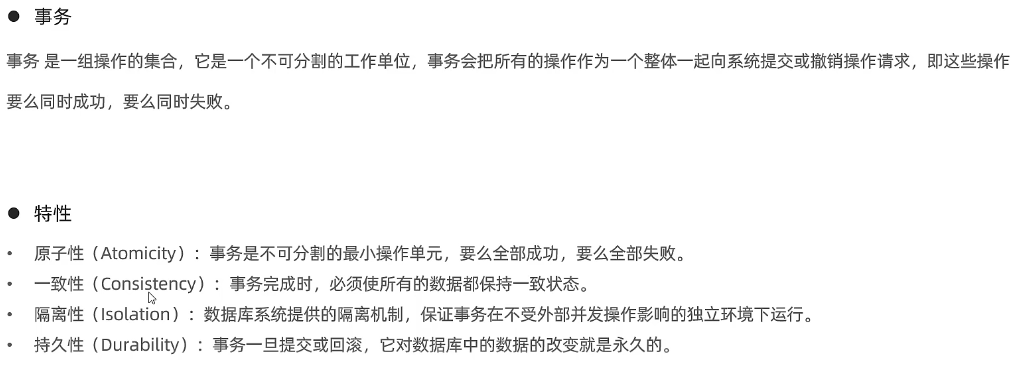 ● 事务
事务 是一组操作的集合，它是一个不可分割的工作单位，事务会把所有的操作作为一个整体一起向系统提交或撤销操作请求，即这些操作
要么同时成功，要么同时失败。
● 特性
• 原子性（Atomicity）：事务是不可分割的最小操作单元，要么全部成功，要么全部失败。
• 一致性（Consistency）：事务完成时，必须使所有的数据都保持一致状态。
• 隔离性（Isolation）：数据库系统提供的隔离机制，保证事务在不受外部并发操作影响的独立环境下运行。
• 持久性（Durability）：事务一旦提交或回滚，它对数据库中的数据的改变就是永久的。